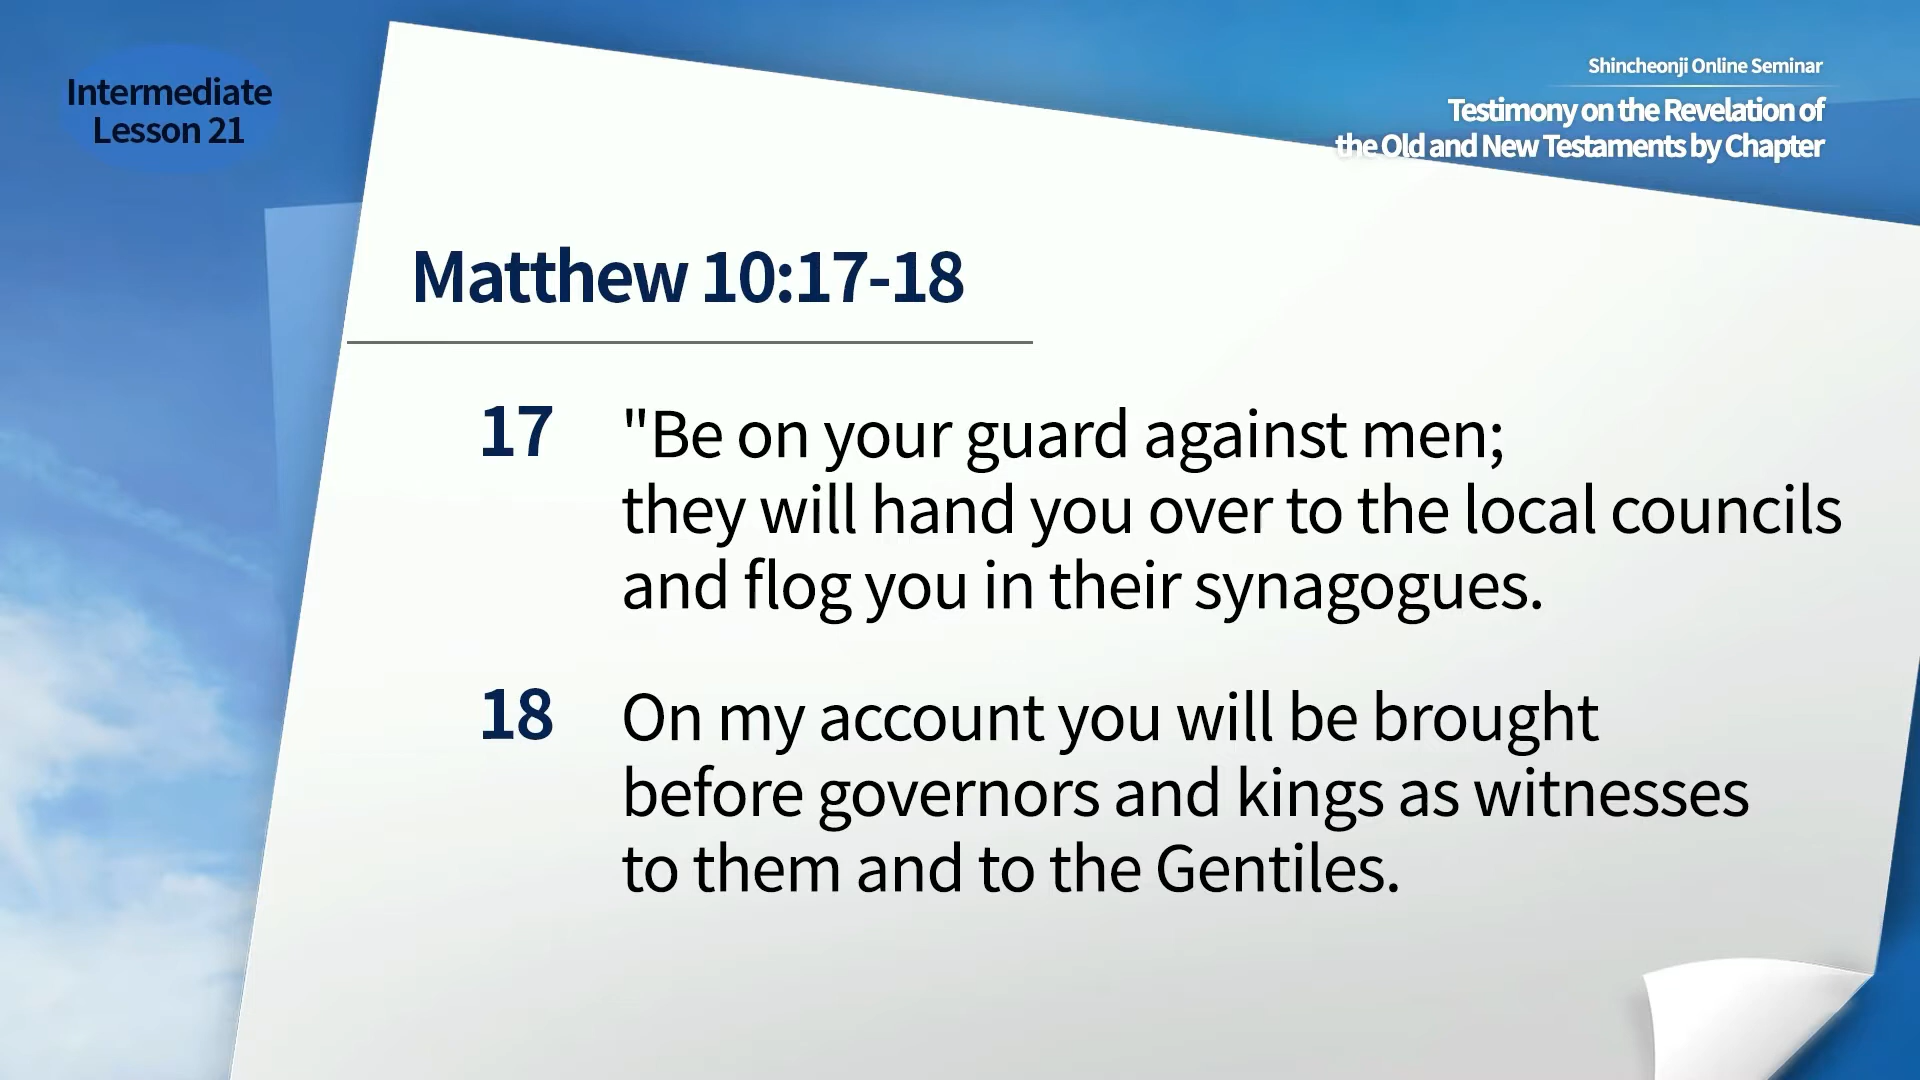 Intermediate
Lesson 21
Shincheonji Online Seminar
Testimony on the Revelation of
the Old and New Testaments by Chapter
Matthew 10:17-18
17 "Be on your guard against men;
they will hand you over to the local councils
and flog you in their synagogues.
18 On my account you will be brought
before governors and kings as witnesses
to them and to the Gentiles.